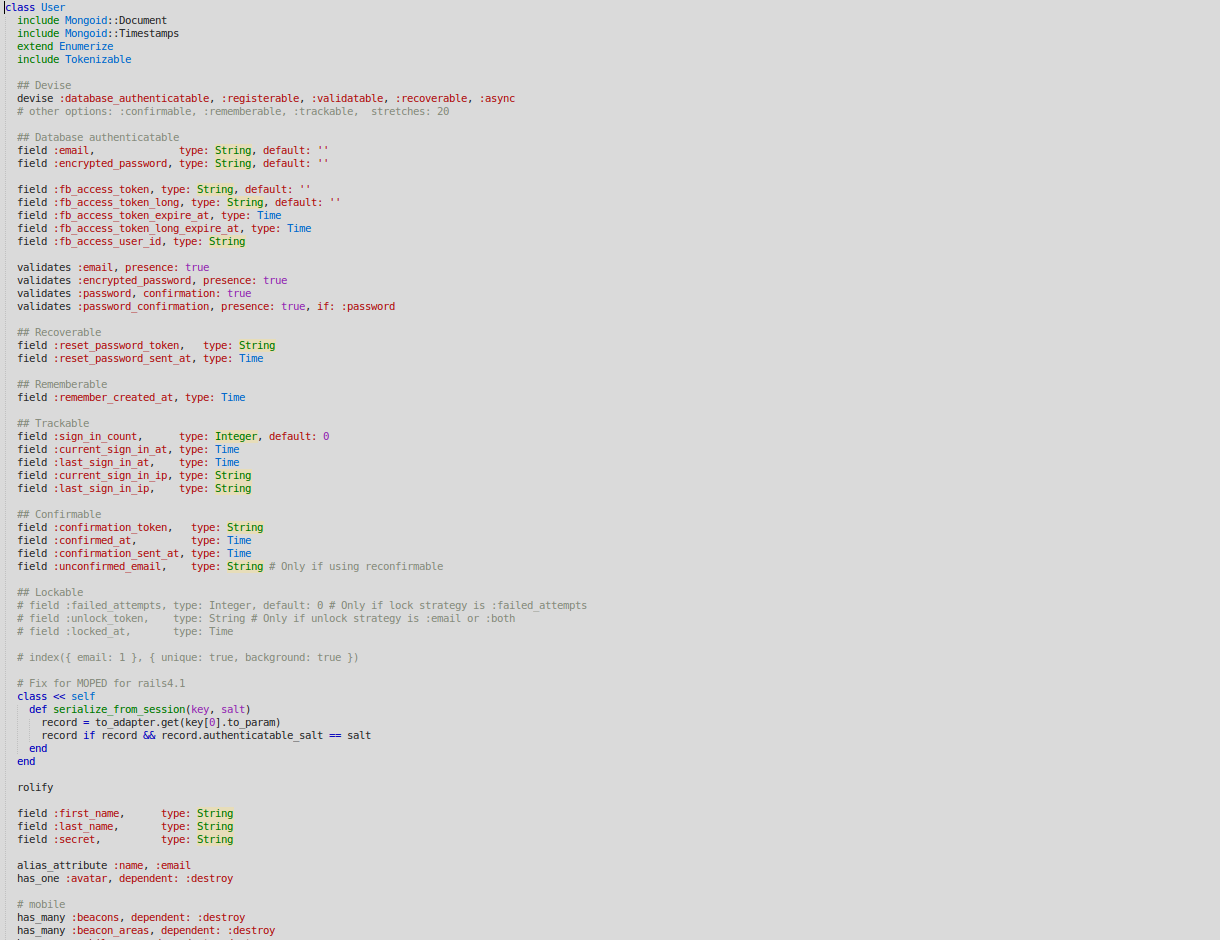 class User
  include Mongoid::Document
  include Mongoid::Timestamps
  extend Enumerize
  include Tokenizable

  ## Devise
  devise :database_authenticatable, :registerable, :validatable, :recoverable, :async
  # other options: :confirmable, :rememberable, :trackable,  stretches: 20

  ## Database authenticatable
  field :email,              type: String, default: ''
  field :encrypted_password, type: String, default: ''

  field :fb_access_token, type: String, default: ''
  field :fb_access_token_long, type: String, default: ''
  field :fb_access_token_expire_at, type: Time
  field :fb_access_token_long_expire_at, type: Time
  field :fb_access_user_id, type: String

  validates :email, presence: true
  validates :encrypted_password, presence: true
  validates :password, confirmation: true
  validates :password_confirmation, presence: true, if: :password

  ## Recoverable
  field :reset_password_token,   type: String
  field :reset_password_sent_at, type: Time

  ## Rememberable
  field :remember_created_at, type: Time

  ## Trackable
  field :sign_in_count,      type: Integer, default: 0
  field :current_sign_in_at, type: Time
  field :last_sign_in_at,    type: Time
  field :current_sign_in_ip, type: String
  field :last_sign_in_ip,    type: String

  ## Confirmable
  field :confirmation_token,   type: String
  field :confirmed_at,         type: Time
  field :confirmation_sent_at, type: Time
  field :unconfirmed_email,    type: String # Only if using reconfirmable

  ## Lockable
  # field :failed_attempts, type: Integer, default: 0 # Only if lock strategy is :failed_attempts
  # field :unlock_token,    type: String # Only if unlock strategy is :email or :both
  # field :locked_at,       type: Time

  # index({ email: 1 }, { unique: true, background: true })

  # Fix for MOPED for rails4.1
  class << self
    def serialize_from_session(key, salt)
      record = to_adapter.get(key[0].to_param)
      record if record && record.authenticatable_salt == salt
    end
  end

  rolify

  field :first_name,      type: String
  field :last_name,       type: String
  field :secret,          type: String

  alias_attribute :name, :email
  has_one :avatar, dependent: :destroy

  # mobile
  has_many :beacons, dependent: :destroy
  has_many :beacon_areas, dependent: :destroy